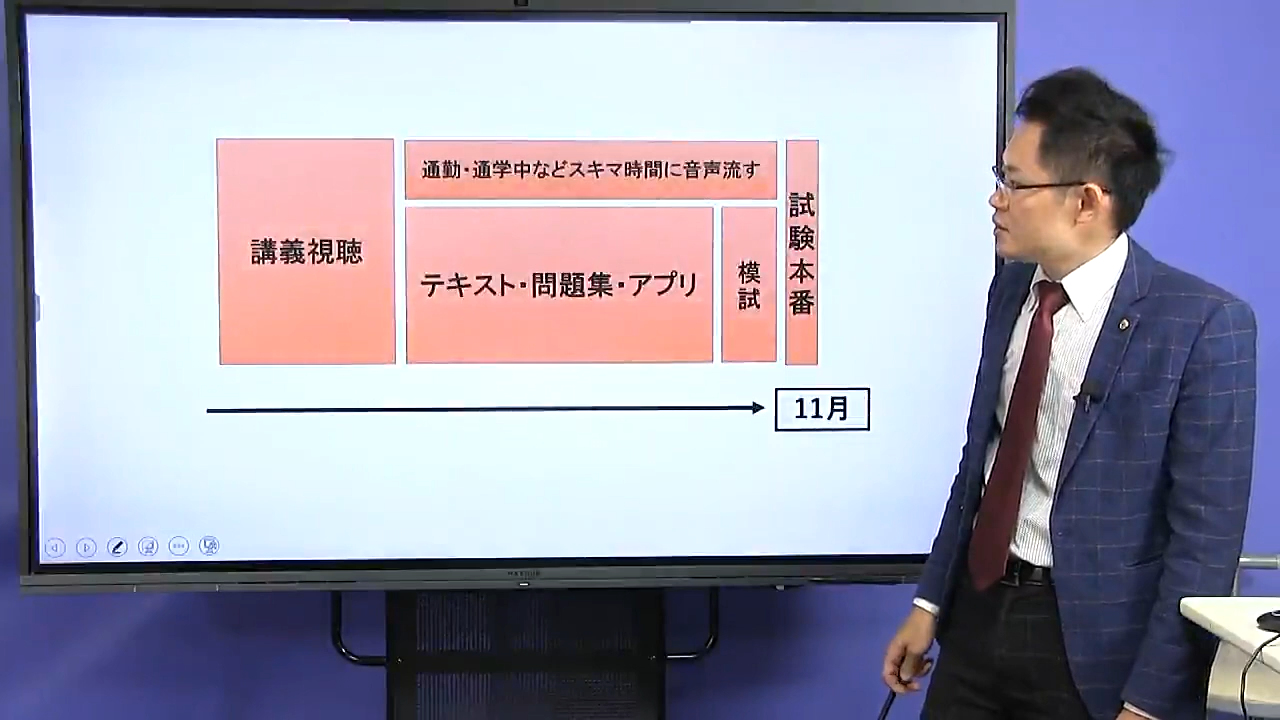 講義視聴
通勤・通学中などスキマ時間に音声流す
テキスト・問題集・アプリ
模試
試験本番
11月